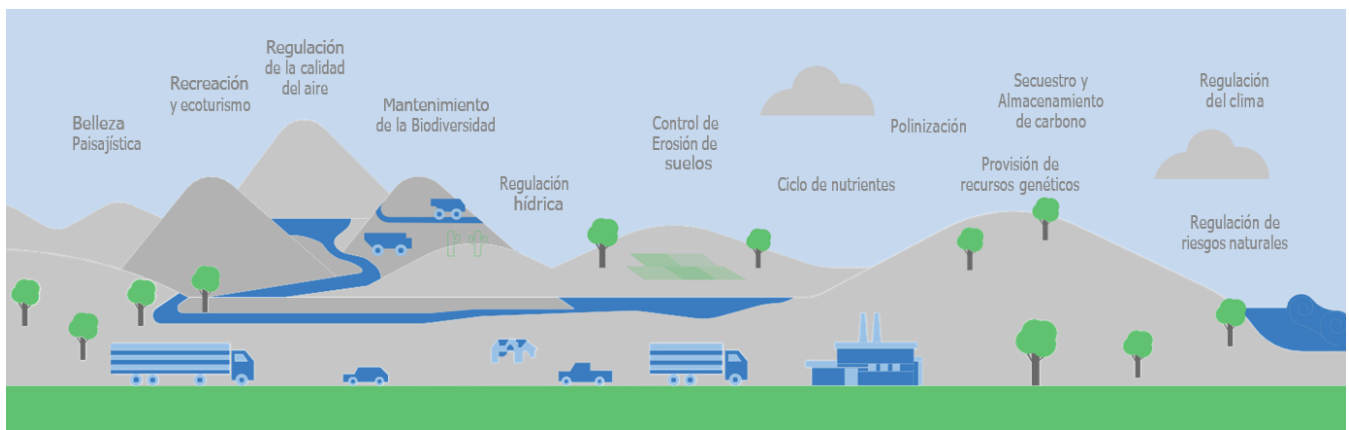 Belleza
Paisajística
Recreación
y ecoturismo
Regulación
de la calidad
del aire
Mantenimiento
de la Biodiversidad
Regulación
hídrica
Control de
Erosión de
suelos
Ciclo de nutrientes
Polinización
Secuestro y
Almacenamiento
de carbono
Provisión de
recursos genéticos
Regulación
del clima
Regulación de
riesgos naturales